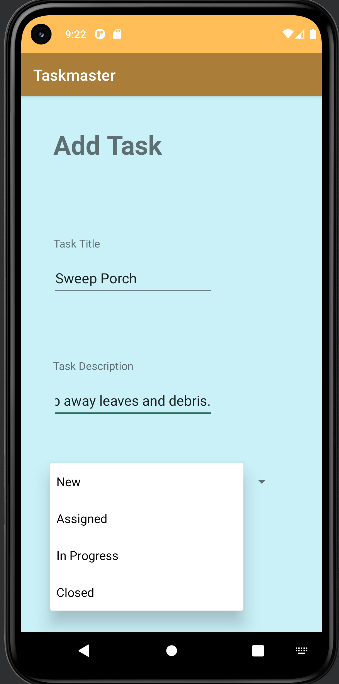 9:22
Taskmaster
Add Task
Task Title
Sweep Porch
Task Description
away leaves and debris.
New
Assigned
In Progress
Closed